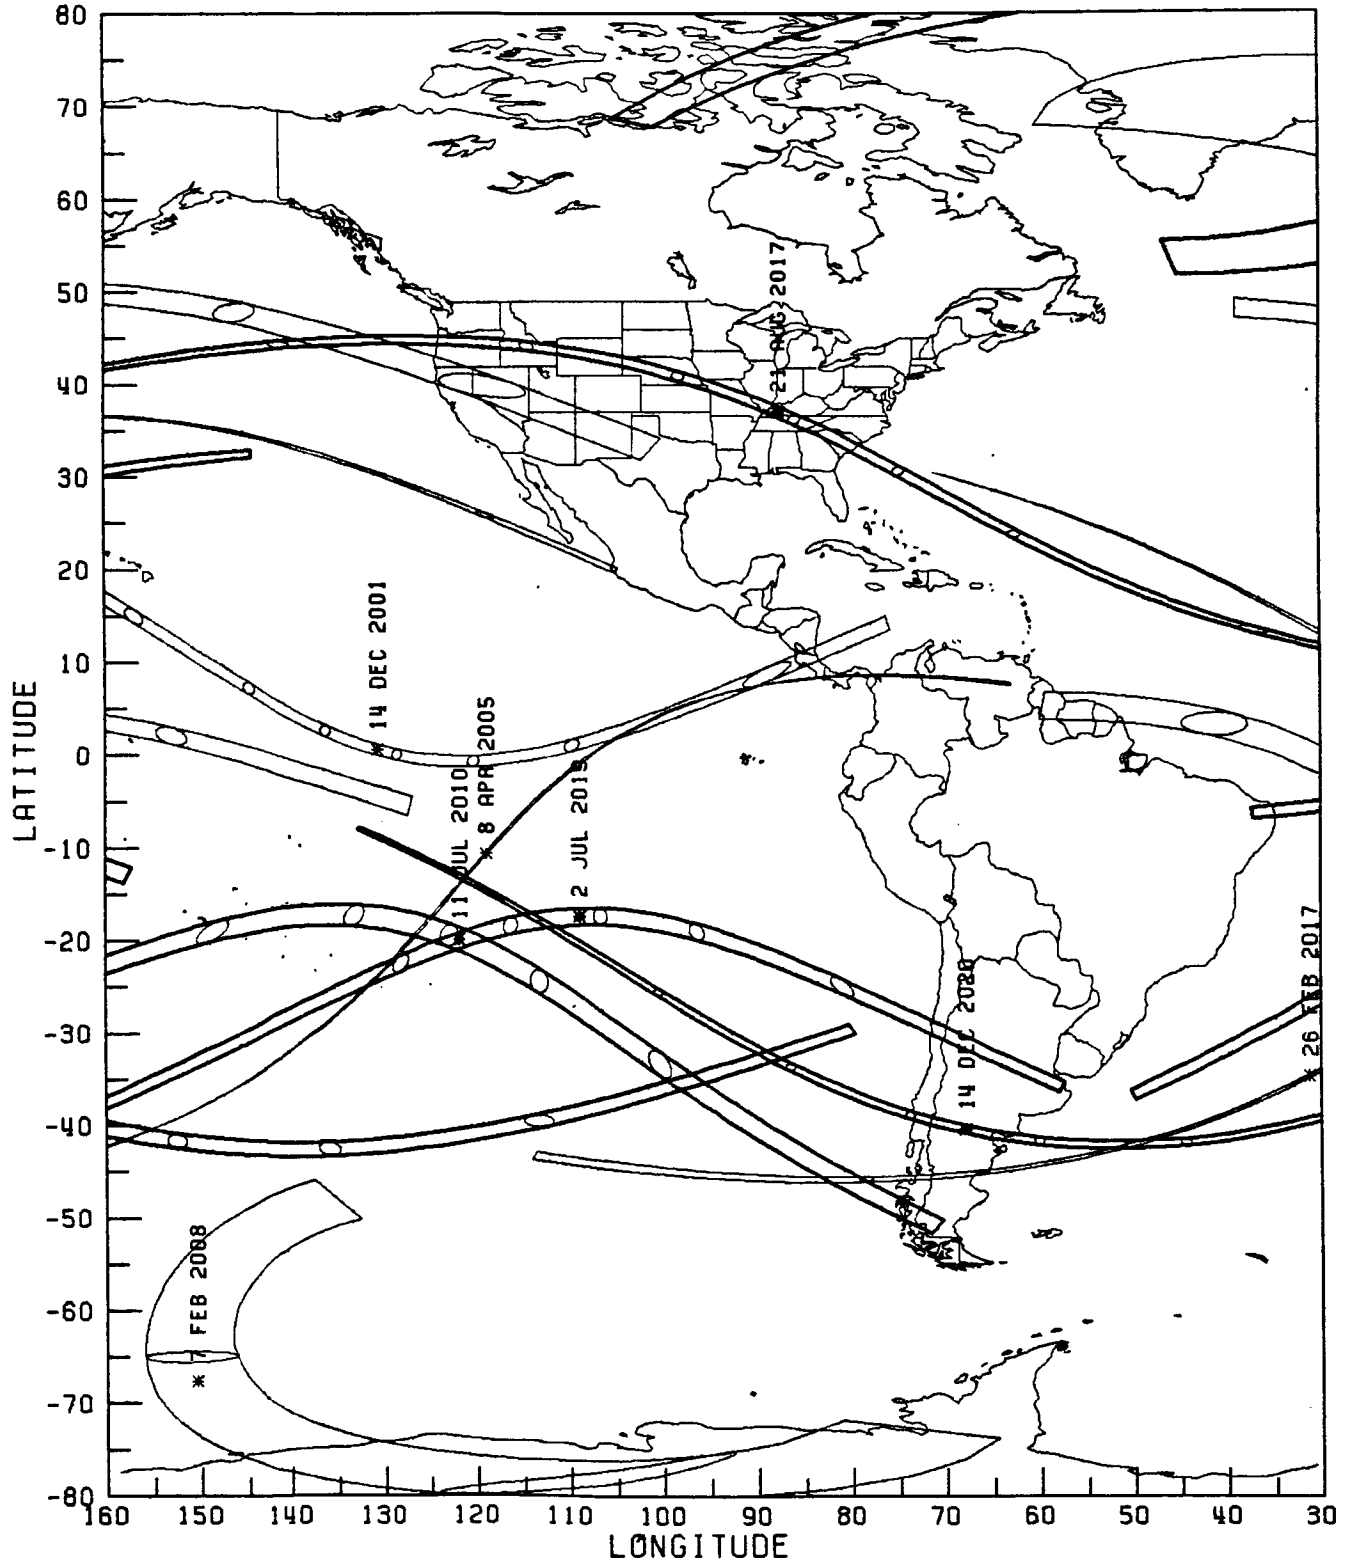 80
70
60
50
40
30
20
10
0
-10
-20
-30
-40
-50
-60
-70
-80
LATITUDE
21 AUG 2017
14 DEC 2001
8 APR 2005
11 JUL 2010
2 JUL 2019
14 DEC 2020
26 FEB 2017
7 FEB 2008
160 150 140 130 120 110 100 90 80 70 60 50 40 30
LONGITUDE